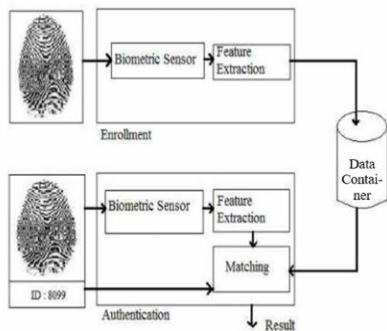 Biometric Sensor
Feature
Extraction
Enrollment
Data
Contai-
ner
Biometric Sensor
Feature
Extraction
Matching
ID : 8099
Authentication
Result